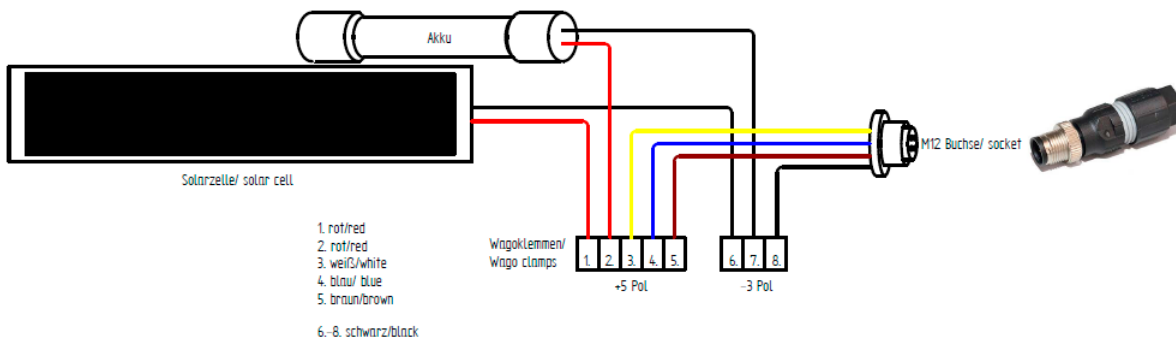 Akku
M12 Buchse/ socket
Solarzelle/ solar cell
1. rot/red
2. rot/red
3. weiß/white
4. blau/ blue
5. braun/brown
6.-8. schwarz/black
Wagoklemmen/
Wago clamps
1. 2. 3. 4. 5.
6. 7. 8.
+5 Pol
-3 Pol